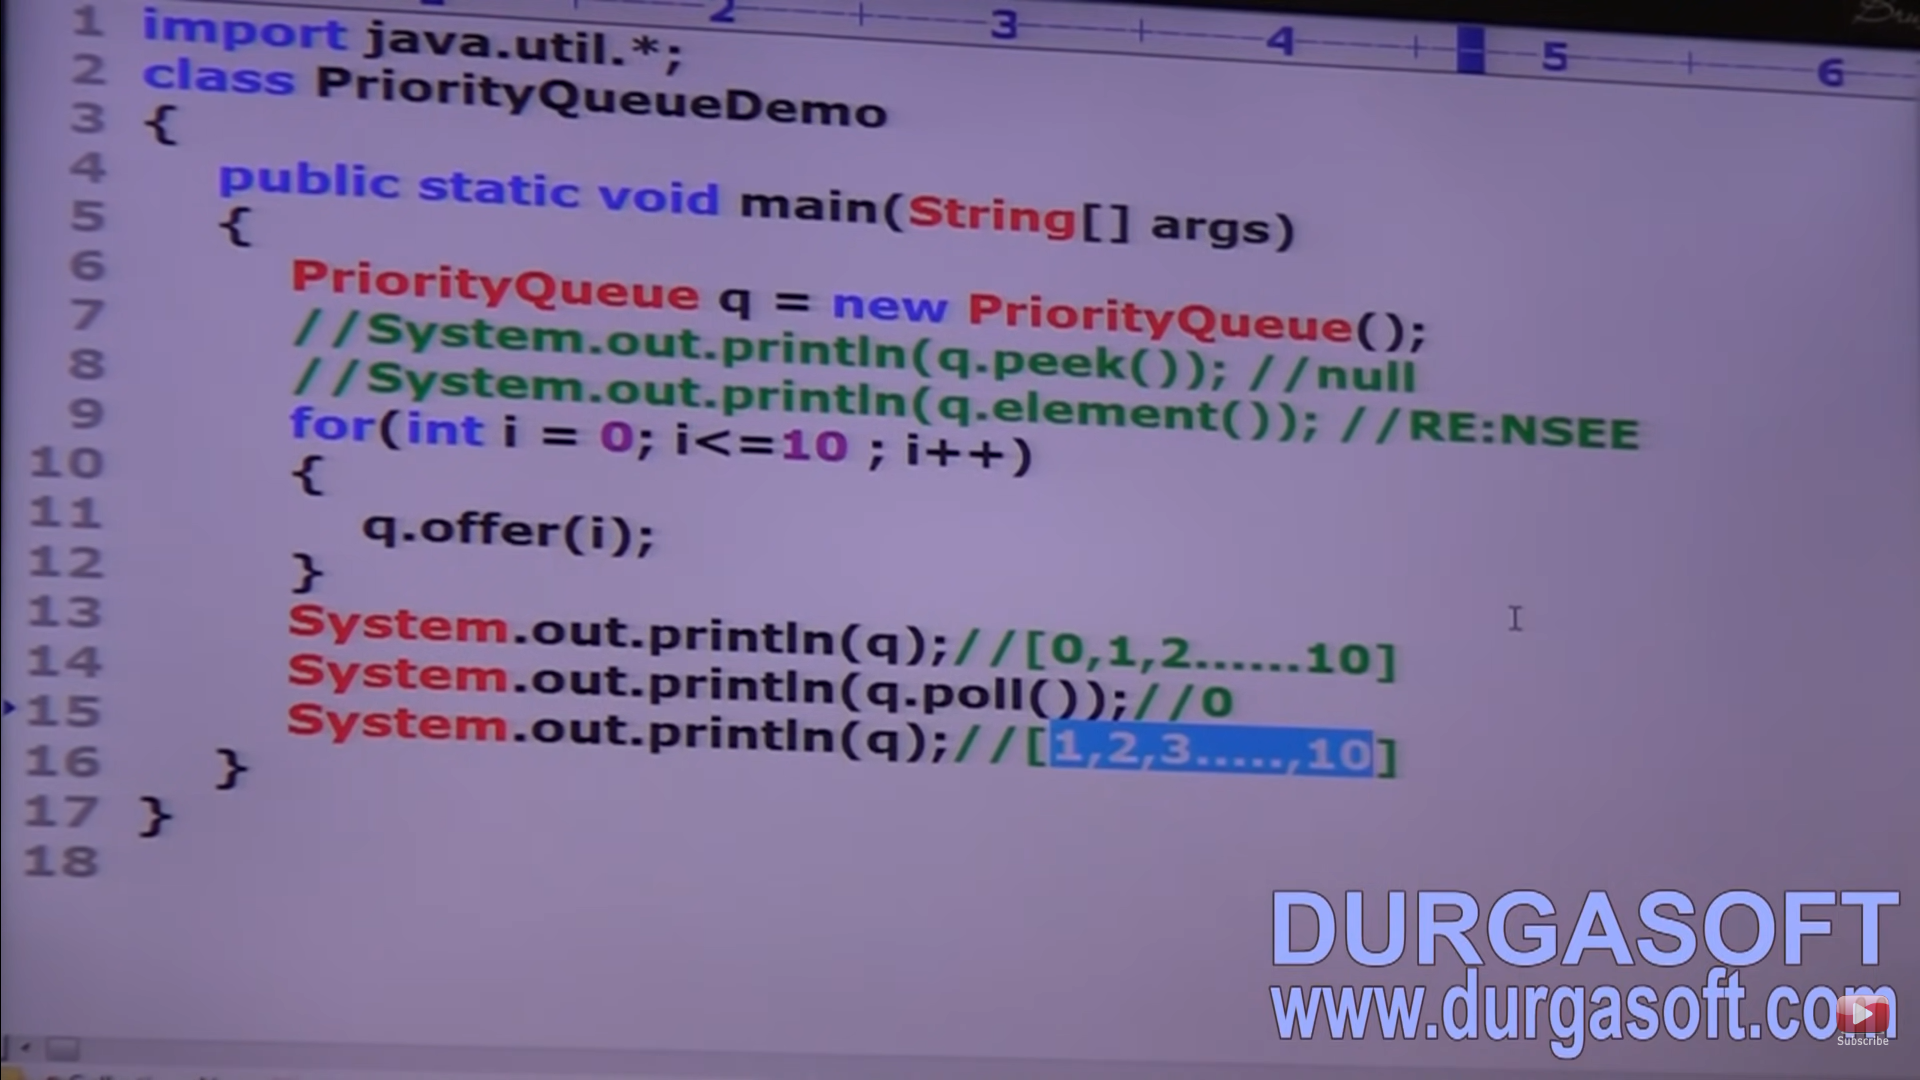 2 3 4 5 6
1 import java.util.*;
2 class PriorityQueueDemo
3 {
4 public static void main(String[] args)
5 {
6 PriorityQueue q = new PriorityQueue();
7 //System.out.println(q.peek()); //null
8 //System.out.println(q.element()); //RE:NSEE
9 for(int i = 0; i<=10 ; i++)
10 {
11 q.offer(i);
12 }
13 System.out.println(q);//[0,1,2......10]
14 System.out.println(q.poll());//0
15 System.out.println(q);//[1,2,3.....,10]
16 }
17 }
18
DURGASOFT
www.durgasoft.com
Subscribe